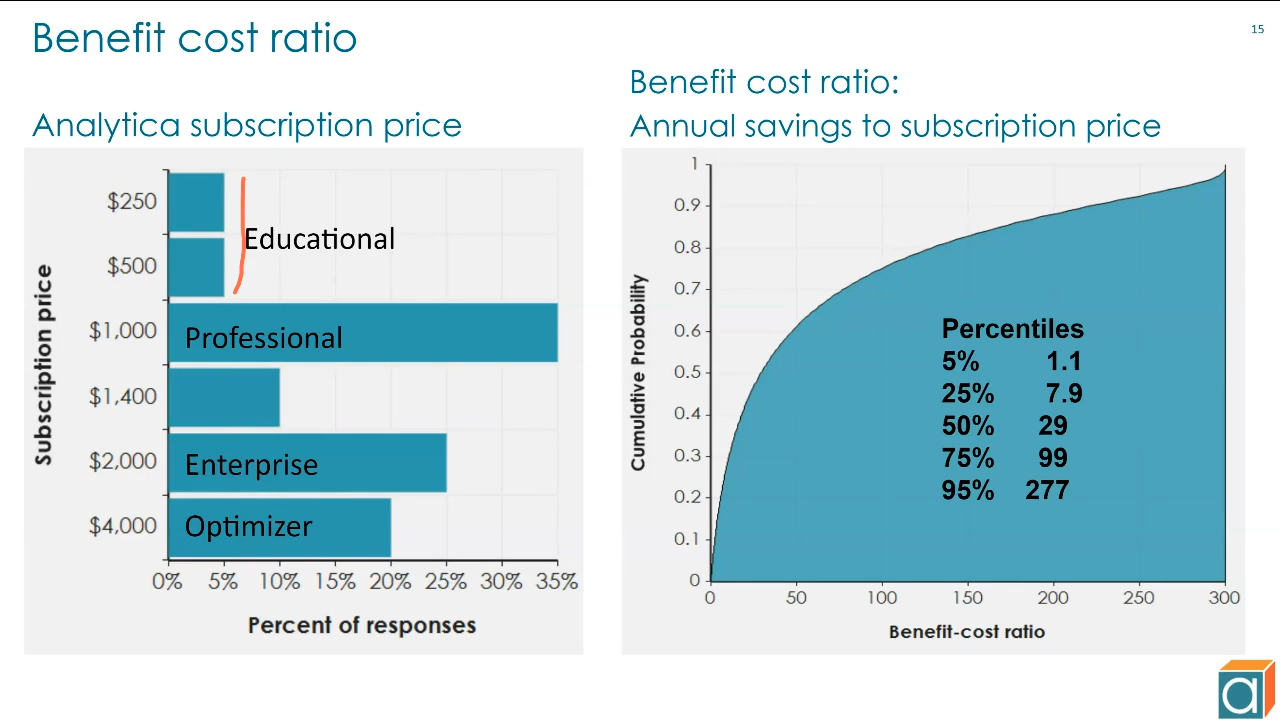 Benefit cost ratio
15
Analytica subscription price
Subscription price
$250
$500
$1,000
$1,400
$2,000
$4,000
Educational
Professional
Enterprise
Optimizer
0% 5% 10% 15% 20% 25% 30% 35%
Percent of responses
Benefit cost ratio:
Annual savings to subscription price
Cumulative Probability
1
0.9
0.8
0.7
0.6
0.5
0.4
0.3
0.2
0.1
0
Percentiles
5% 1.1
25% 7.9
50% 29
75% 99
95% 277
0 50 100 150 200 250 300
Benefit-cost ratio
a